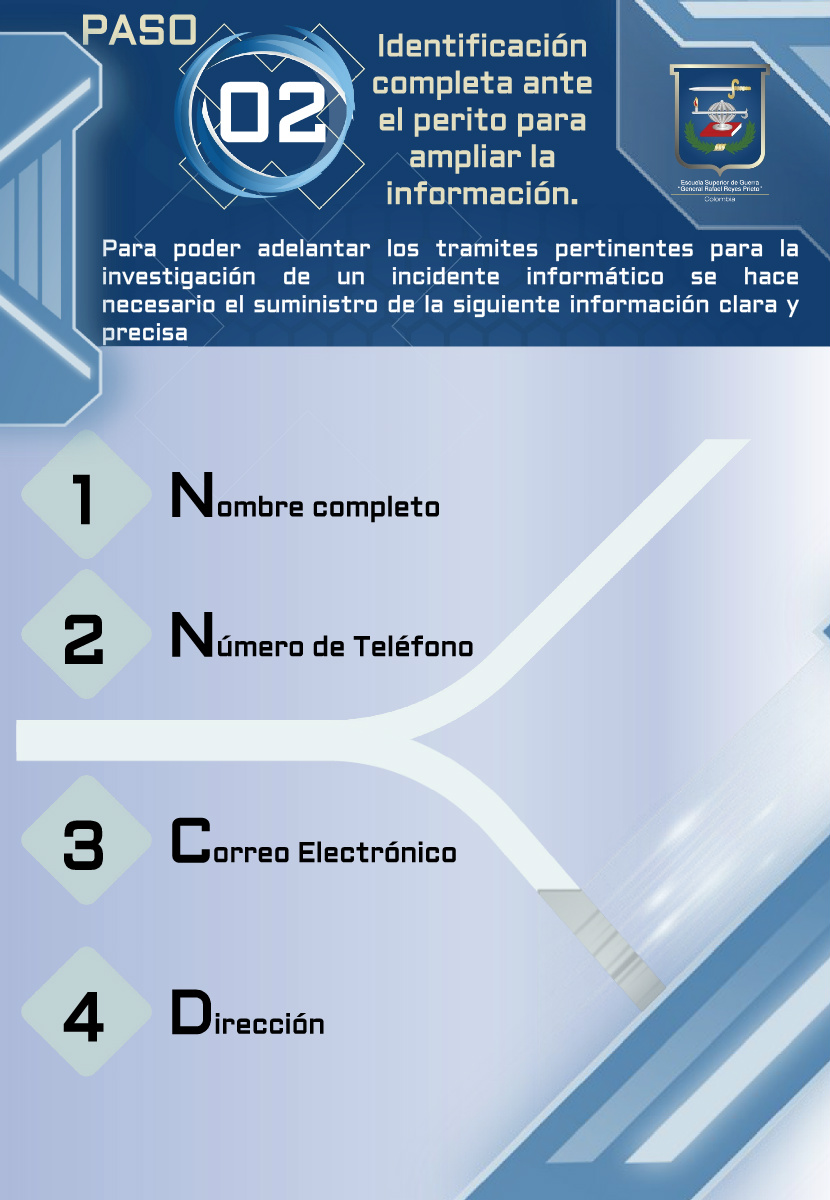 PASO
02
Identificación
completa ante
el perito para
ampliar la
información.
Escuela Superior de Guerra
"General Rafael Reyes Prieto"
Colombia
Para poder adelantar los tramites pertinentes para la
investigación de un incidente informático se hace
necesario el suministro de la siguiente información clara y
precisa
1
Nombre completo
2
Número de Teléfono
3
Correo Electrónico
4
Dirección